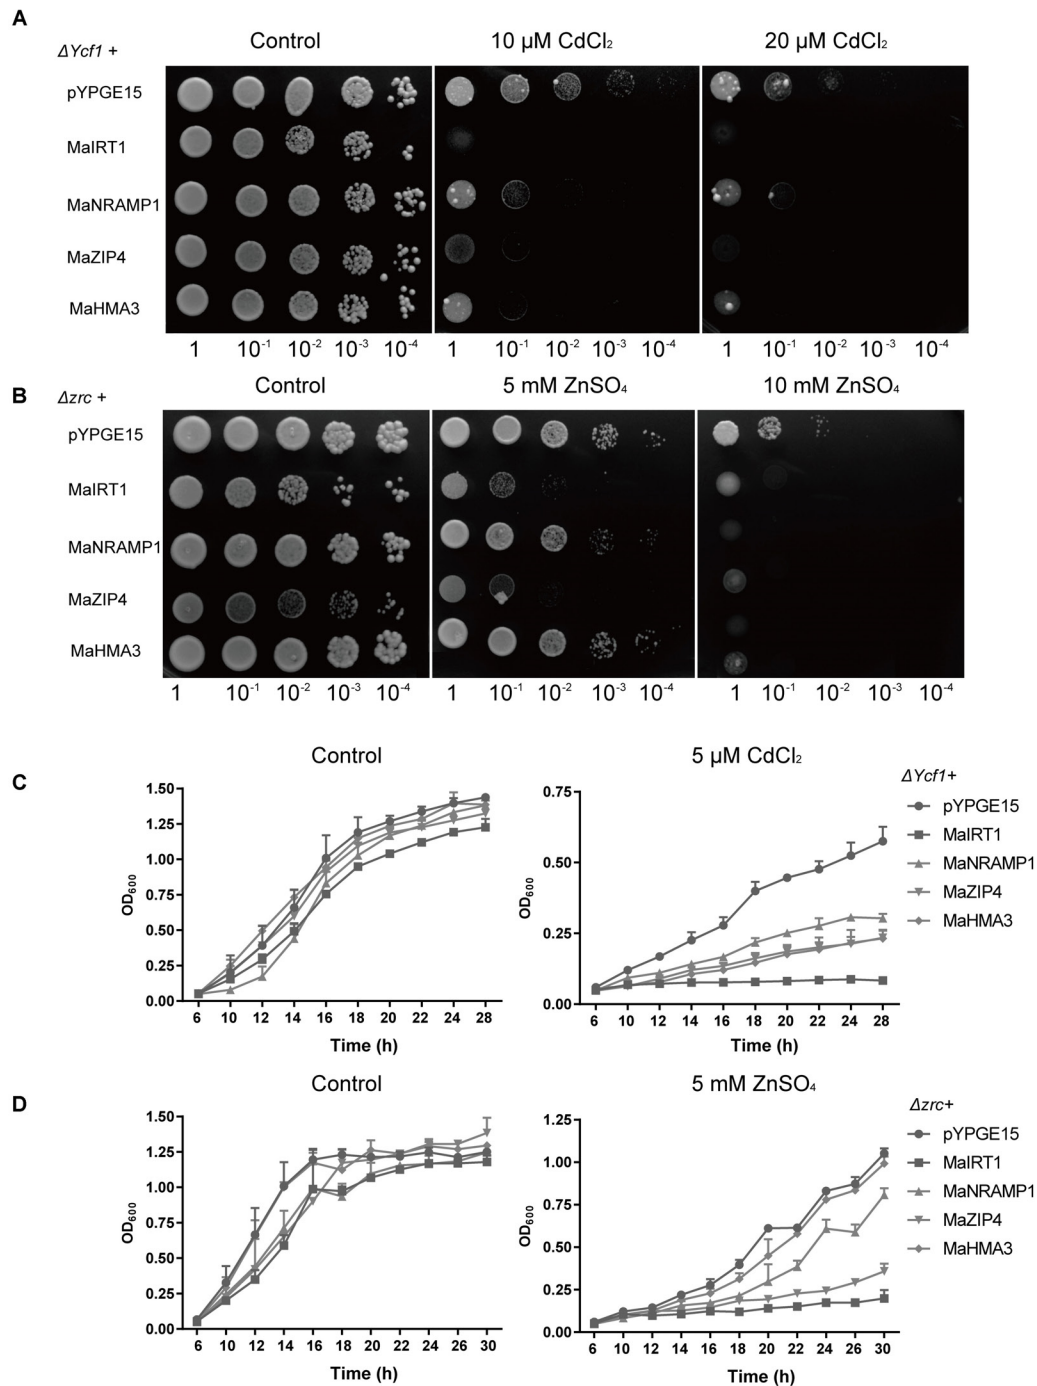 A
ΔYcf1 +
Control
10 µM CdCl₂
20 µM CdCl₂
pYPGE15
MaIRT1
MaNRAMP1
MaZIP4
MaHMA3
1 10⁻¹ 10⁻² 10⁻³ 10⁻⁴
1 10⁻¹ 10⁻² 10⁻³ 10⁻⁴
1 10⁻¹ 10⁻² 10⁻³ 10⁻⁴
B
Δzrc +
Control
5 mM ZnSO₄
10 mM ZnSO₄
pYPGE15
MaIRT1
MaNRAMP1
MaZIP4
MaHMA3
1 10⁻¹ 10⁻² 10⁻³ 10⁻⁴
1 10⁻¹ 10⁻² 10⁻³ 10⁻⁴
1 10⁻¹ 10⁻² 10⁻³ 10⁻⁴
C
Control
1.50
1.25
1.00
0.75
0.50
0.25
0.00
OD₆₀₀
6 10 12 14 16 18 20 22 24 28
Time (h)
5 µM CdCl₂
0.75
0.50
0.25
0.00
OD₆₀₀
6 10 12 14 16 18 20 22 24 28
Time (h)
ΔYcf1+
pYPGE15
MaIRT1
MaNRAMP1
MaZIP4
MaHMA3
D
Control
1.50
1.25
1.00
0.75
0.50
0.25
0.00
OD₆₀₀
6 10 12 14 16 18 20 22 24 26 30
Time (h)
5 mM ZnSO₄
1.25
1.00
0.75
0.50
0.25
0.00
OD₆₀₀
6 10 12 14 16 18 20 22 24 26 30
Time (h)
Δzrc+
pYPGE15
MaIRT1
MaNRAMP1
MaZIP4
MaHMA3